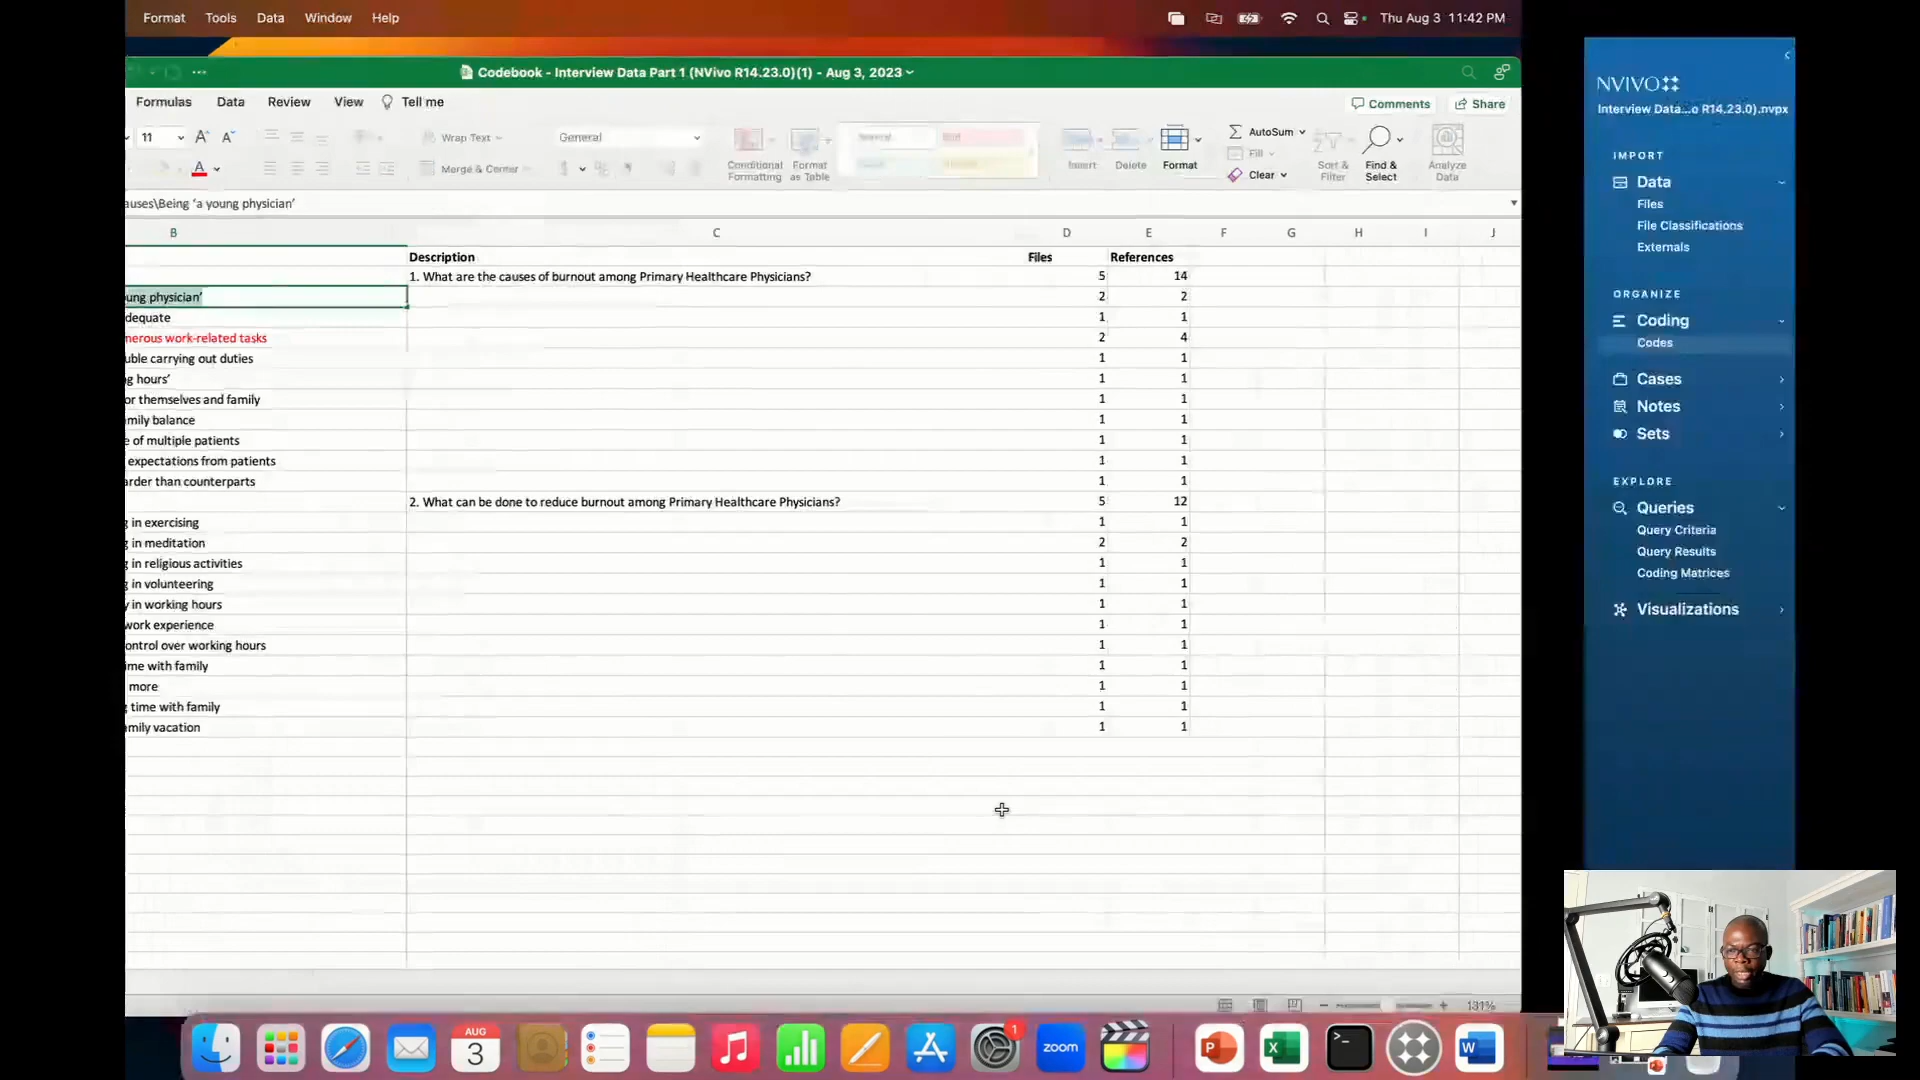 Format Tools Data Window Help
Thu Aug 3 11:42 PM
Codebook - Interview Data Part 1 (NVivo R14.23.0)(1) - Aug 3, 2023
Formulas Data Review View Tell me
Comments Share
11 Wrap Text General AutoSum
Fill
Merge & Center Clear
Conditional Formatting Format as Table Insert Delete Format Sort & Filter Find & Select Analyze Data
auses\Being ‘a young physician’
B C D E F G H I J
Description Files References
1. What are the causes of burnout among Primary Healthcare Physicians? 5 14
oung physician’ 2 2
dequate 1 1
nerous work-related tasks 2 4
uble carrying out duties 1 1
ng hours’ 1 1
or themselves and family 1 1
mily balance 1 1
e of multiple patients 1 1
expectations from patients 1 1
arder than counterparts 1 1
2. What can be done to reduce burnout among Primary Healthcare Physicians? 5 12
g in exercising 1 1
g in meditation 2 2
g in religious activities 1 1
g in volunteering 1 1
y in working hours 1 1
work experience 1 1
ontrol over working hours 1 1
ime with family 1 1
more 1 1
g time with family 1 1
mily vacation 1 1
131%
NVIVO
Interview Data...o R14.23.0).nvpx
IMPORT
Data
Files
File Classifications
Externals
ORGANIZE
Coding
Codes
Cases
Notes
Sets
EXPLORE
Queries
Query Criteria
Query Results
Coding Matrices
Visualizations
AUG
3
1
zoom
P
X
W